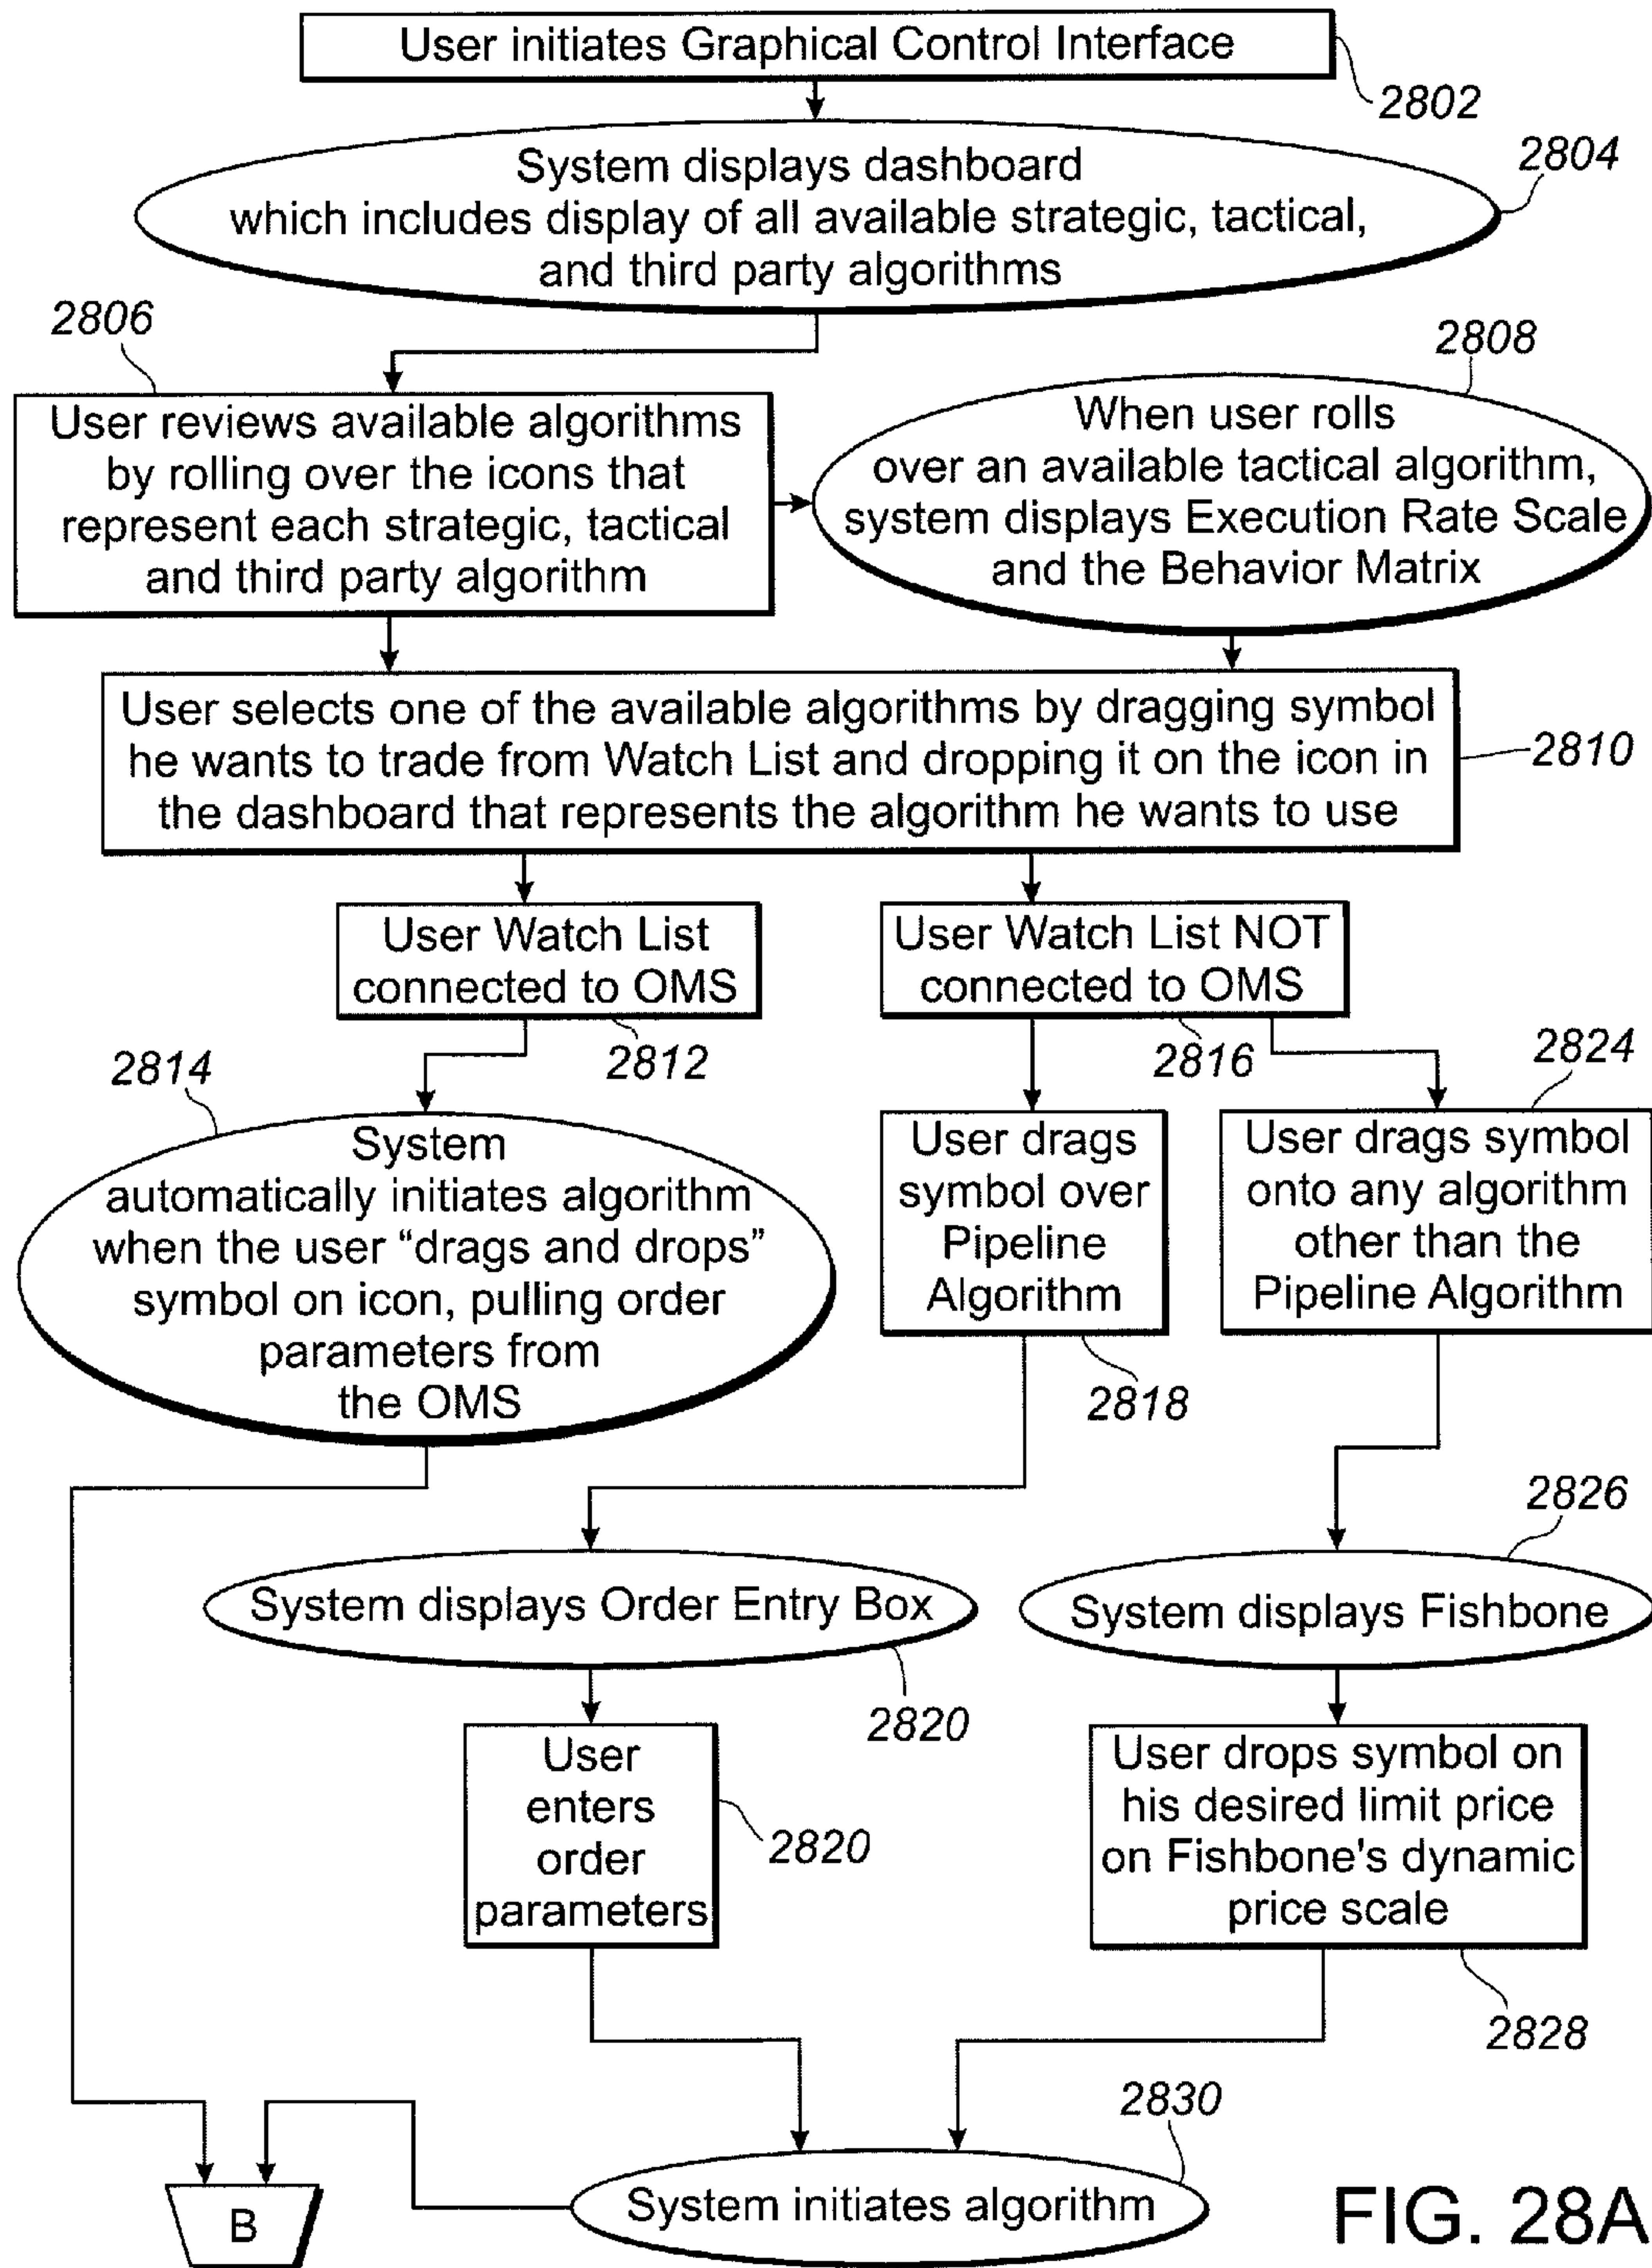 User initiates Graphical Control Interface
2802
System displays dashboard
which includes display of all available strategic, tactical,
and third party algorithms
2804
2806
User reviews available algorithms
by rolling over the icons that
represent each strategic, tactical
and third party algorithm
2808
When user rolls
over an available tactical algorithm,
system displays Execution Rate Scale
and the Behavior Matrix
User selects one of the available algorithms by dragging symbol
he wants to trade from Watch List and dropping it on the icon in
the dashboard that represents the algorithm he wants to use
2810
User Watch List
connected to OMS
2812
User Watch List NOT
connected to OMS
2816
2814
System
automatically initiates algorithm
when the user “drags and drops”
symbol on icon, pulling order
parameters from
the OMS
User drags
symbol over
Pipeline
Algorithm
2818
2824
User drags symbol
onto any algorithm
other than the
Pipeline Algorithm
System displays Order Entry Box
2820
2826
System displays Fishbone
User
enters
order
parameters
2820
User drops symbol on
his desired limit price
on Fishbone's dynamic
price scale
2828
2830
System initiates algorithm
B
FIG. 28A